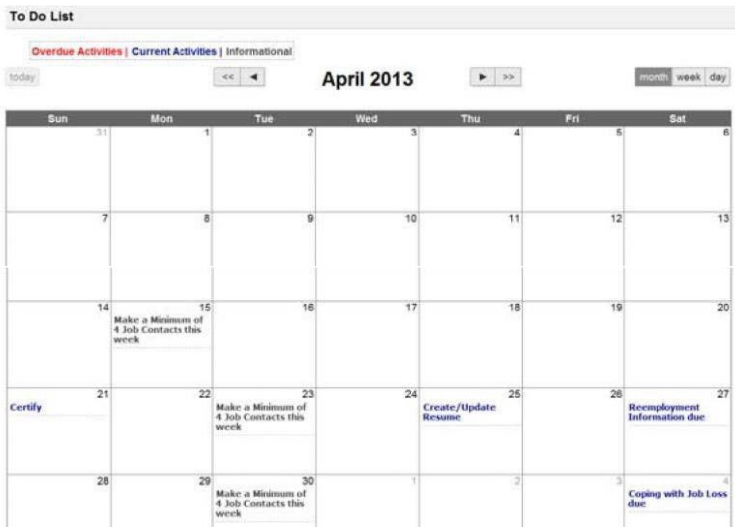 To Do List
Overdue Activities | Current Activities | Informational
today << ◄ April 2013 ► >> month week day
Sun Mon Tue Wed Thu Fri Sat
31 1 2 3 4 5 6
7 8 9 10 11 12 13
14 15 16 17 18 19 20
Make a Minimum of
4 Job Contacts this
week
21 22 23 24 25 26 27
Certify
Make a Minimum of
4 Job Contacts this
week
Create/Update
Resume
Reemployment
Information due
28 29 30 1 2 3 4
Make a Minimum of
4 Job Contacts this
week
Coping with Job Loss
due